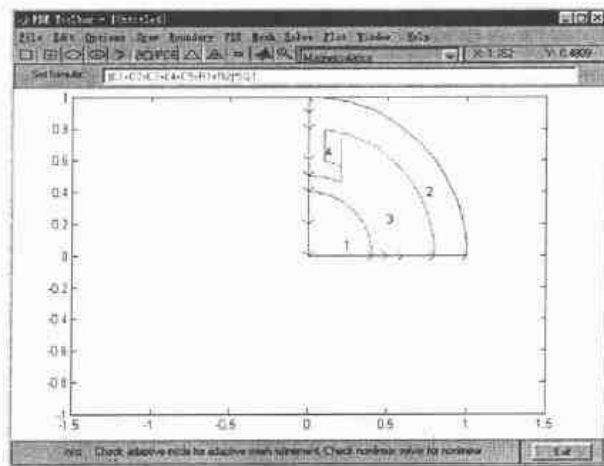 PDE Toolbox - [Untitled]
File Edit Options Draw Boundary PDE Mesh Solve Plot Window Help
PDE Magnetostatics X: 1.352 Y: 0.4809
Set formula:
1
0.8
0.6
0.4
0.2
0
-0.2
-0.4
-0.6
-0.8
-1
4
2
3
1
-1.5 -1 -0.5 0 0.5 1 1.5
Info: Check adaptive mode for adaptive mesh refinement. Check nonlinear solver for nonlinear
Exit